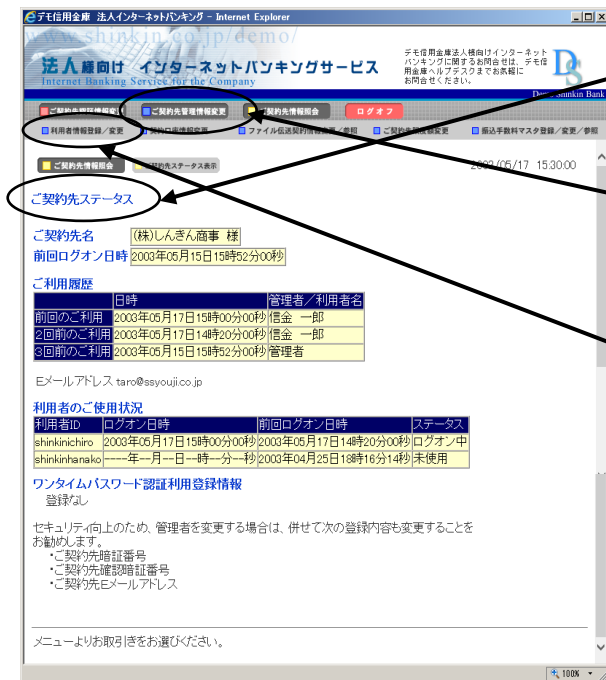 デモ信用金庫 法人インターネットバンキング - Internet Explorer
www.shinkin.co.jp/demo/
法人様向け インターネットバンキングサービス
Internet Banking Service for the Company
デモ信用金庫法人様向けインターネット
バンキングに関するお問合せは、デモ信
用金庫ヘルプデスクまでお気軽に
お問合せください。
DS
Demo Shinkin Bank
ご契約先管理情報変更
ご契約先情報照会
ログオフ
利用者情報登録/変更
振込手数料マスタ登録/変更/参照
ご契約先情報照会
ご契約先ステータス表示
2003/05/17 15:30:00
ご契約先ステータス
ご契約先名 (株)しんきん商事 様
前回ログオン日時 2003年05月15日15時52分00秒
ご利用履歴
日時 管理者/利用者名
前回のご利用 2003年05月17日15時00分00秒 信金 一郎
2回前のご利用 2003年05月17日14時20分00秒 信金 一郎
3回前のご利用 2003年05月15日15時52分00秒 管理者
Eメールアドレス taro@ssyouji.co.jp
利用者のご使用状況
利用者ID ログオン日時 前回ログオン日時 ステータス
shinkinichiro 2003年05月17日15時00分00秒 2003年05月17日14時20分00秒 ログオン中
shinkinhanako ----年--月--日--時--分--秒 2003年04月25日18時16分14秒 未使用
ワンタイムパスワード認証利用登録情報
登録なし
セキュリティ向上のため、管理者を変更する場合は、併せて次の登録内容も変更することを
お勧めします。
・ご契約先暗証番号
・ご契約先確認暗証番号
・ご契約先Eメールアドレス
メニューよりお取引きをお選びください。
100%